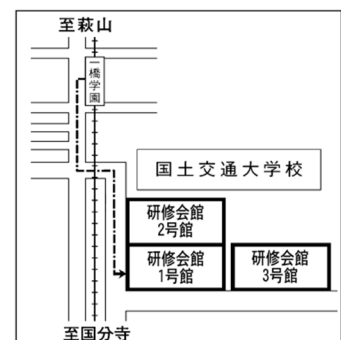 至萩山
一橋学園
国土交通大学校
研修会館
2号館
研修会館
1号館
研修会館
3号館
至国分寺